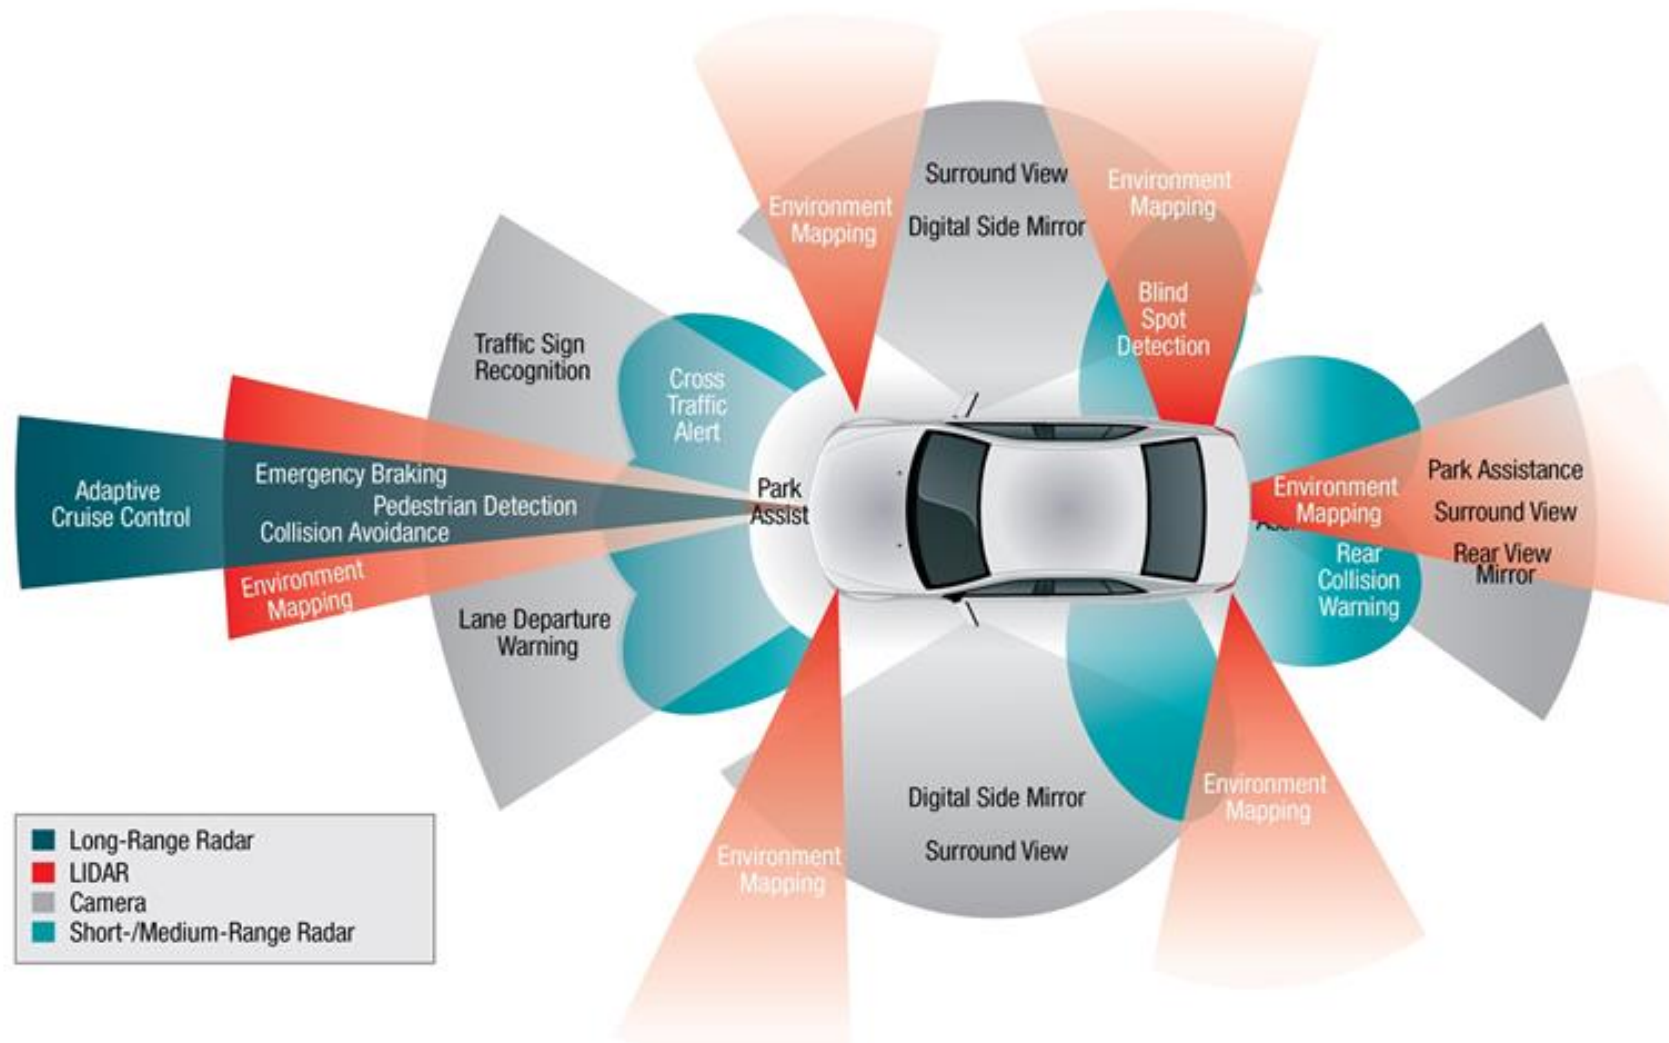 Surround View
Digital Side Mirror
Environment
Mapping
Environment
Mapping
Blind
Spot
Detection
Traffic Sign
Recognition
Cross
Traffic
Alert
Adaptive
Cruise Control
Emergency Braking
Pedestrian Detection
Collision Avoidance
Environment
Mapping
Park
Assist
Lane Departure
Warning
Environment
Mapping
Park Assistance
Surround View
Rear View
Mirror
Rear
Collision
Warning
Digital Side Mirror
Surround View
Environment
Mapping
Environment
Mapping
Long-Range Radar
LIDAR
Camera
Short-/Medium-Range Radar